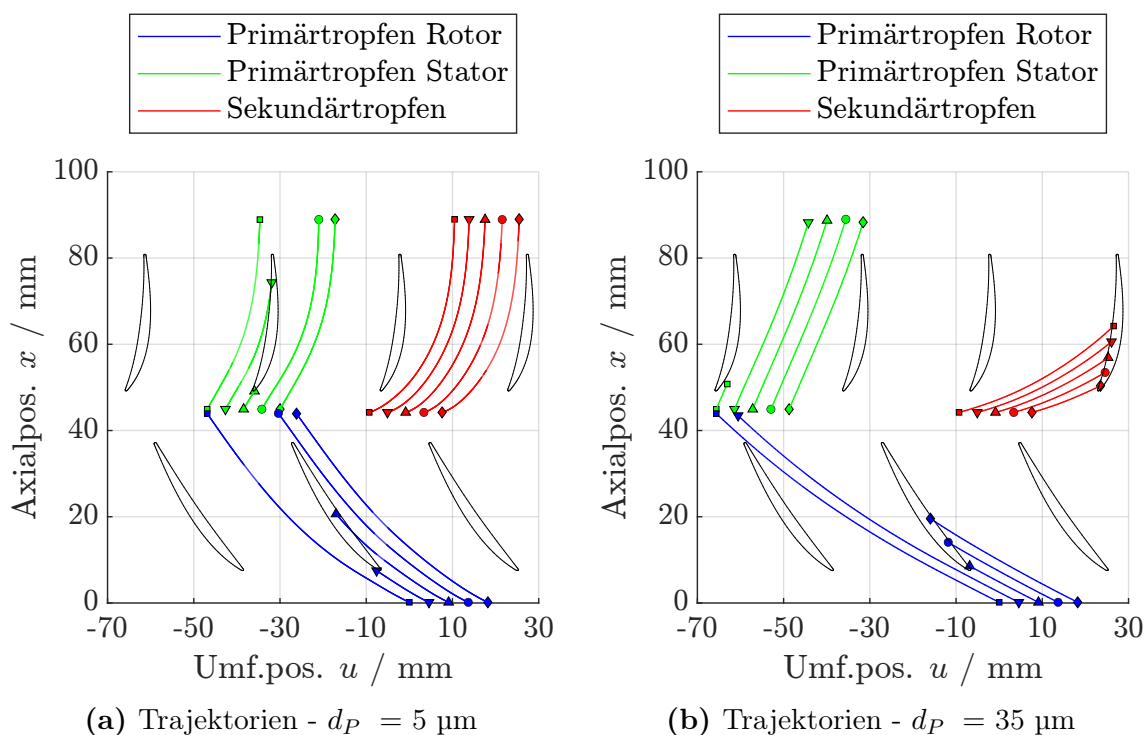 Primärtropfen Rotor
Primärtropfen Stator
Sekundärtropfen
100
80
60
40
20
0
Axialpos. x / mm
-70
-50
-30
-10
10
30
Umf.pos. u / mm
(a) Trajektorien - d_P = 5 µm
Primärtropfen Rotor
Primärtropfen Stator
Sekundärtropfen
100
80
60
40
20
0
Axialpos. x / mm
-70
-50
-30
-10
10
30
Umf.pos. u / mm
(b) Trajektorien - d_P = 35 µm